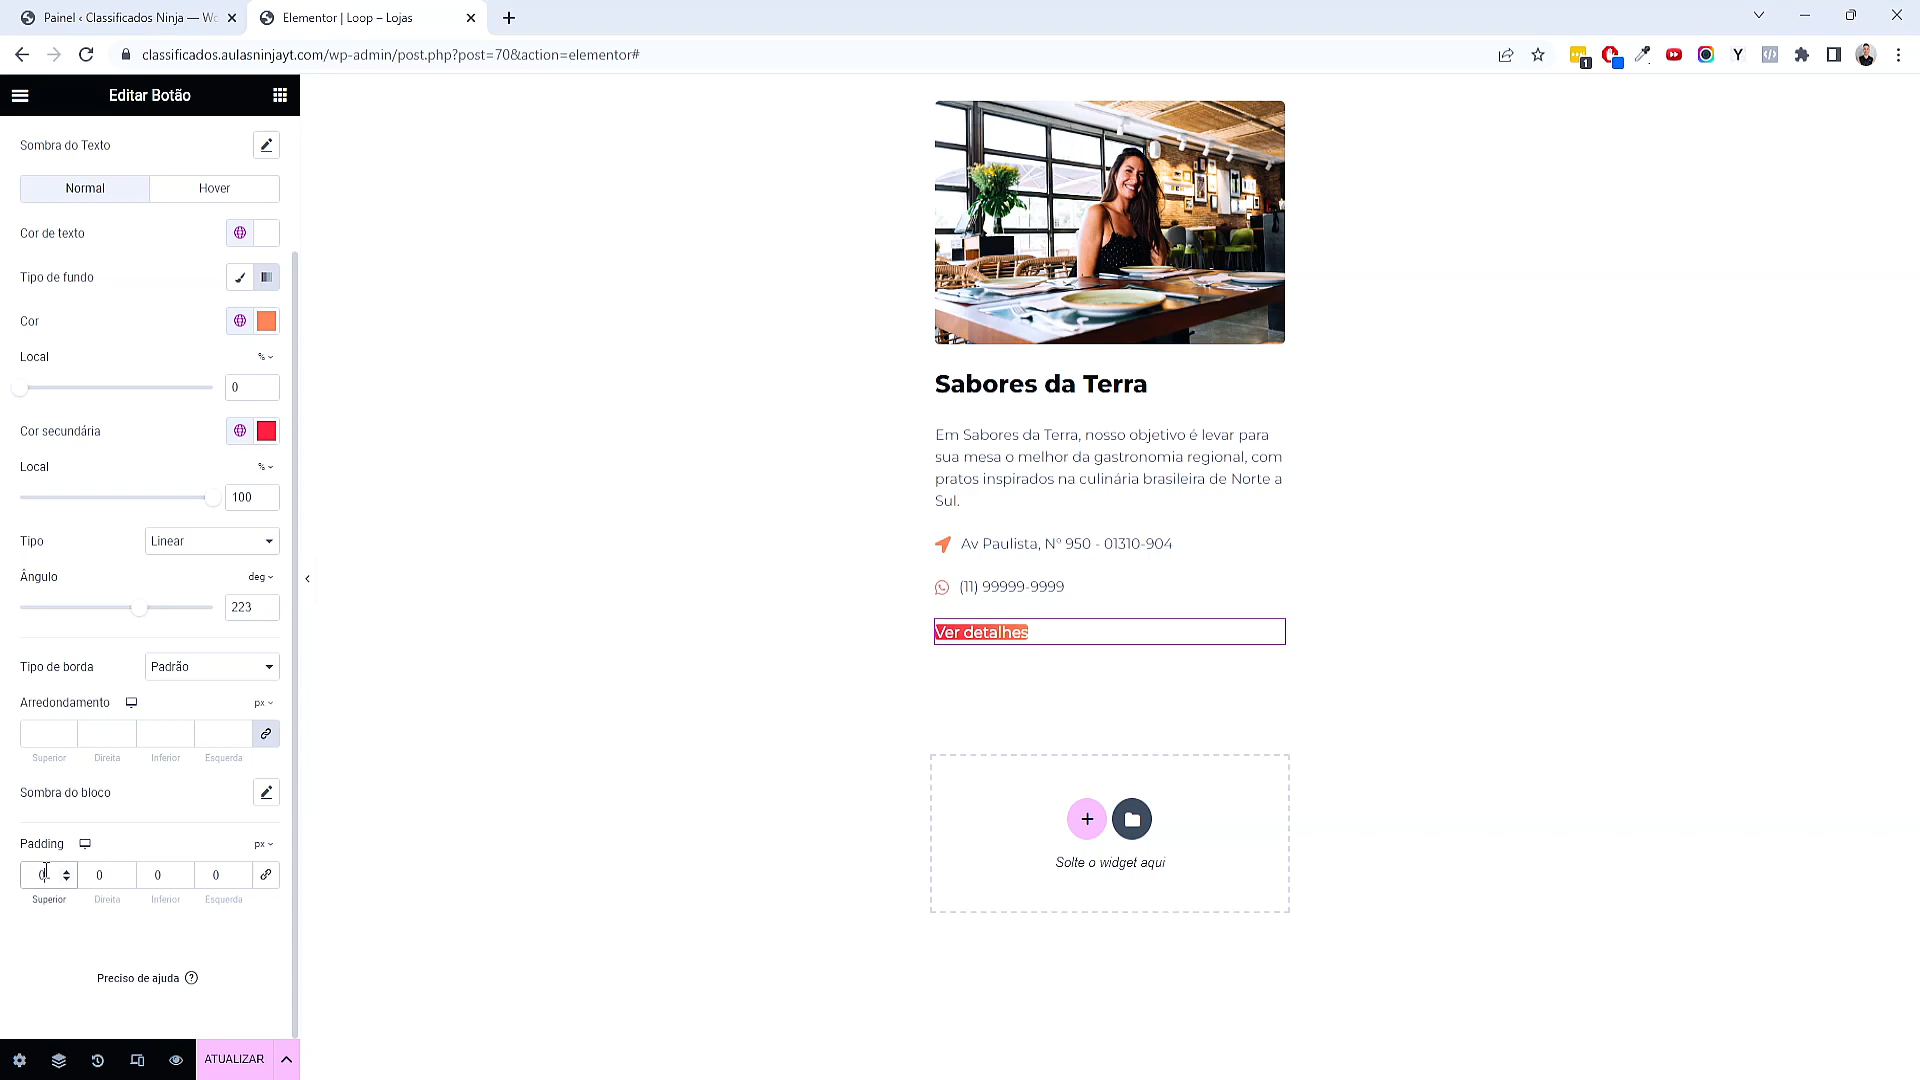 Painel ‹ Classificados Ninja — Wo
Elementor | Loop – Lojas
classificados.aulasninjayt.com/wp-admin/post.php?post=70&action=elementor#
1
Y
Editar Botão
Sombra do Texto
Normal
Hover
Cor de texto
Tipo de fundo
Cor
Local
%
0
Cor secundária
Local
%
100
Tipo
Linear
Ângulo
deg
223
Tipo de borda
Padrão
Arredondamento
px
Superior
Direita
Inferior
Esquerda
Sombra do bloco
Padding
px
0
0
0
0
Superior
Direita
Inferior
Esquerda
Preciso de ajuda
ATUALIZAR
Sabores da Terra
Em Sabores da Terra, nosso objetivo é levar para
sua mesa o melhor da gastronomia regional, com
pratos inspirados na culinária brasileira de Norte a
Sul.
Av Paulista, Nº 950 - 01310-904
(11) 99999-9999
Ver detalhes
Solte o widget aqui